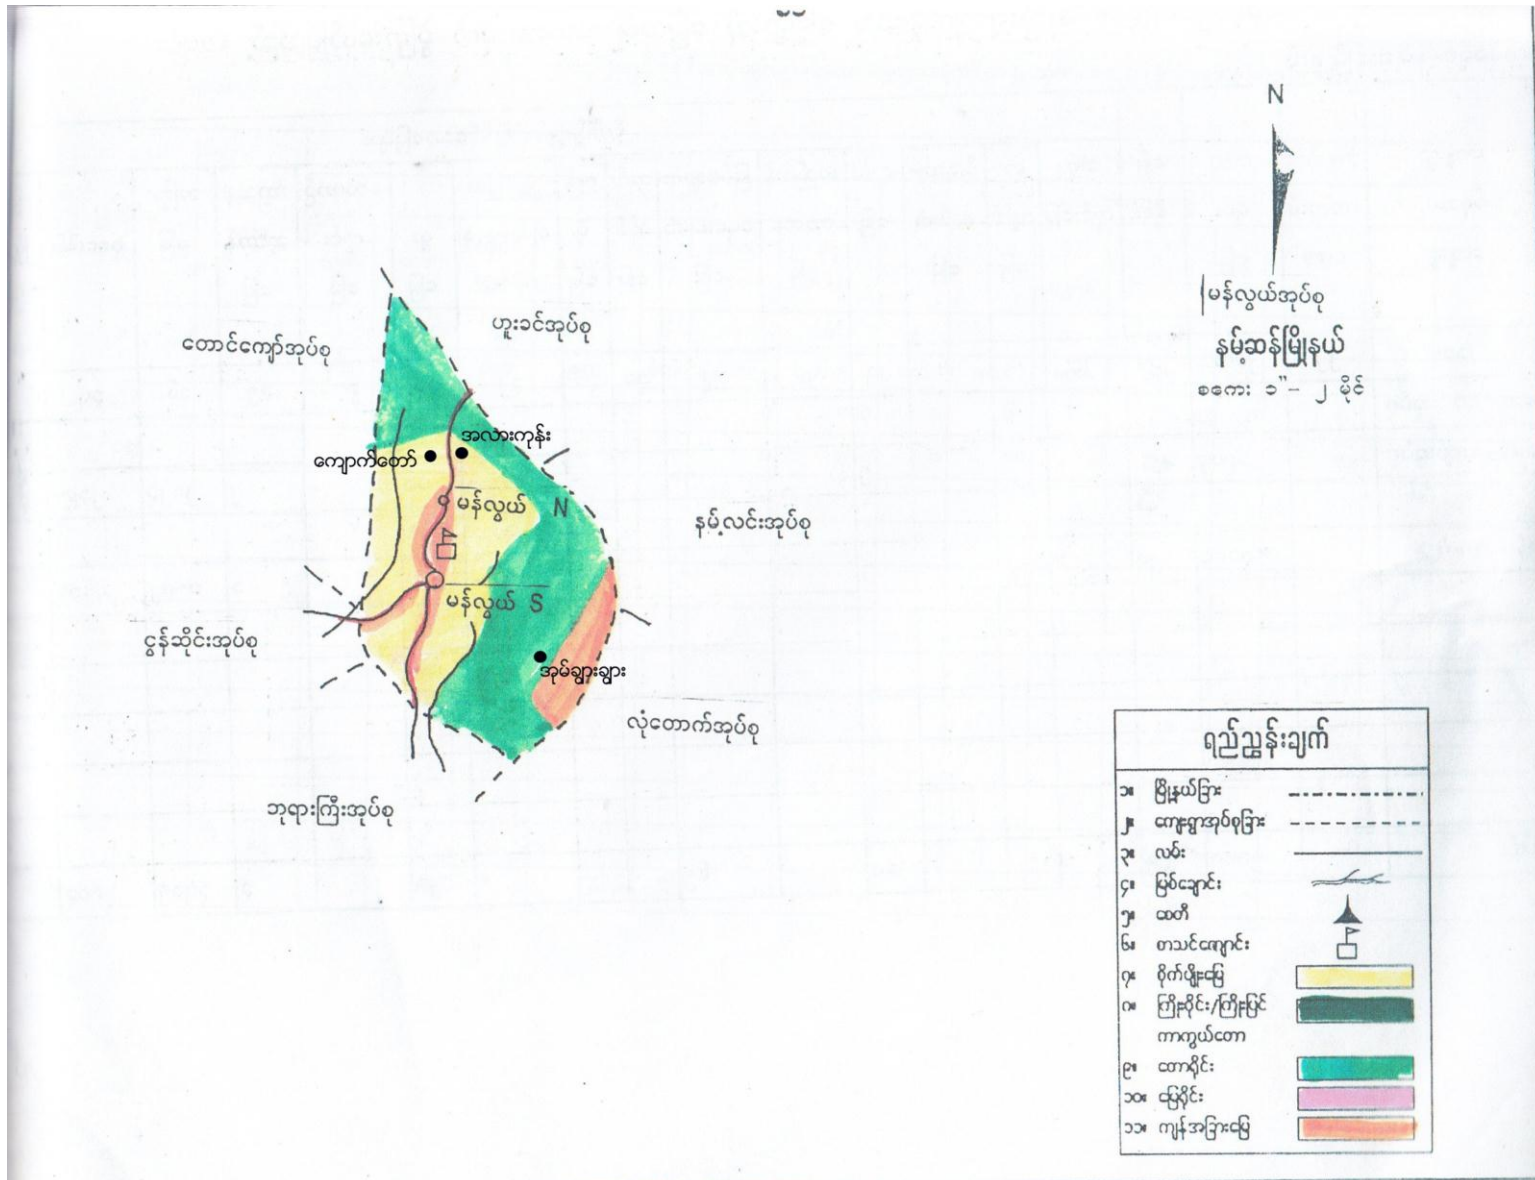 N
မန်လွယ်အုပ်စု
နမ့်ဆန်မြို့နယ်
စကေး ၁"– ၂ မိုင်
ဟူးခင်အုပ်စု
တောင်ကျော်အုပ်စု
အလားကုန်း
ကျောက်တော်
မန်လွယ် N
နမ့်လင်းအုပ်စု
မန်လွယ် S
ငွန်ဆိုင်းအုပ်စု
အုမ်ချွားချွား
လုံတောက်အုပ်စု
ဘုရားကြီးအုပ်စု
ရည်ညွှန်းချက်
၁။ မြို့နယ်ခြား
၂။ ကျေးရွာအုပ်စုခြား
၃။ လမ်း
၄။ မြစ်ချောင်း
၅။ စေတီ
၆။ စာသင်ကျောင်း
၇။ စိုက်ပျိုးမြေ
၈။ ကြိုးဝိုင်း/ကြိုးပြင်
ကာကွယ်တော
၉။ တောရိုင်း
၁၀။ မြေရိုင်း
၁၁။ ကျန်အခြားမြေ